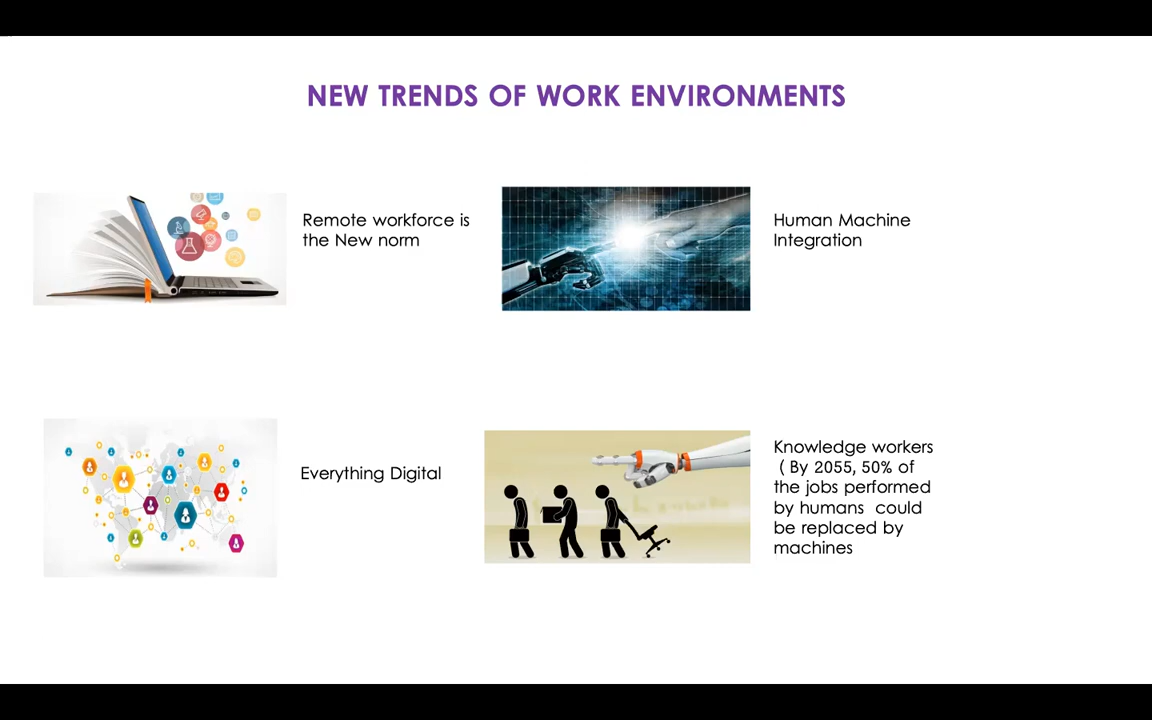 NEW TRENDS OF WORK ENVIRONMENTS
Remote workforce is
the New norm
Human Machine
Integration
Everything Digital
Knowledge workers
( By 2055, 50% of
the jobs performed
by humans could
be replaced by
machines